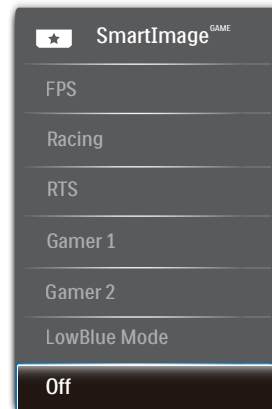 SmartImage GAME
FPS
Racing
RTS
Gamer 1
Gamer 2
LowBlue Mode
Off